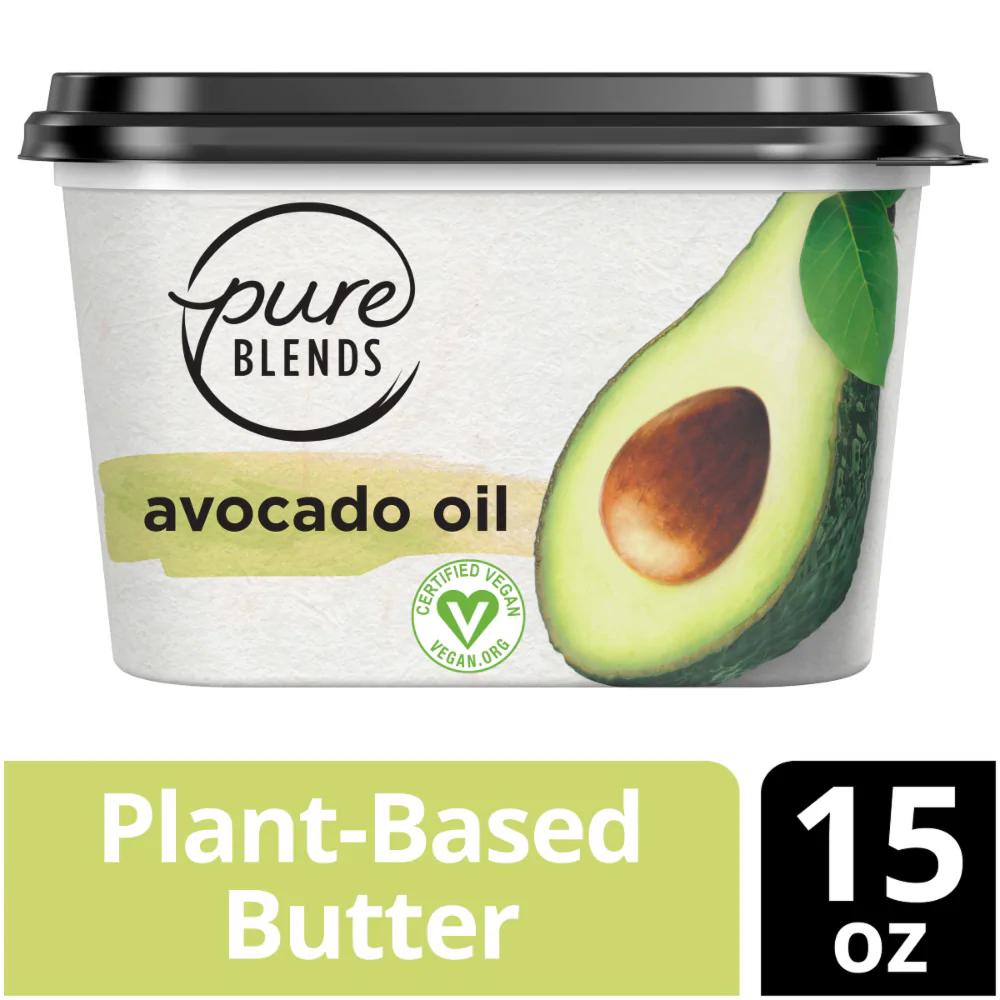 pure
BLENDS
avocado oil
CERTIFIED VEGAN
VEGAN.ORG
Plant-Based
Butter
15
oz